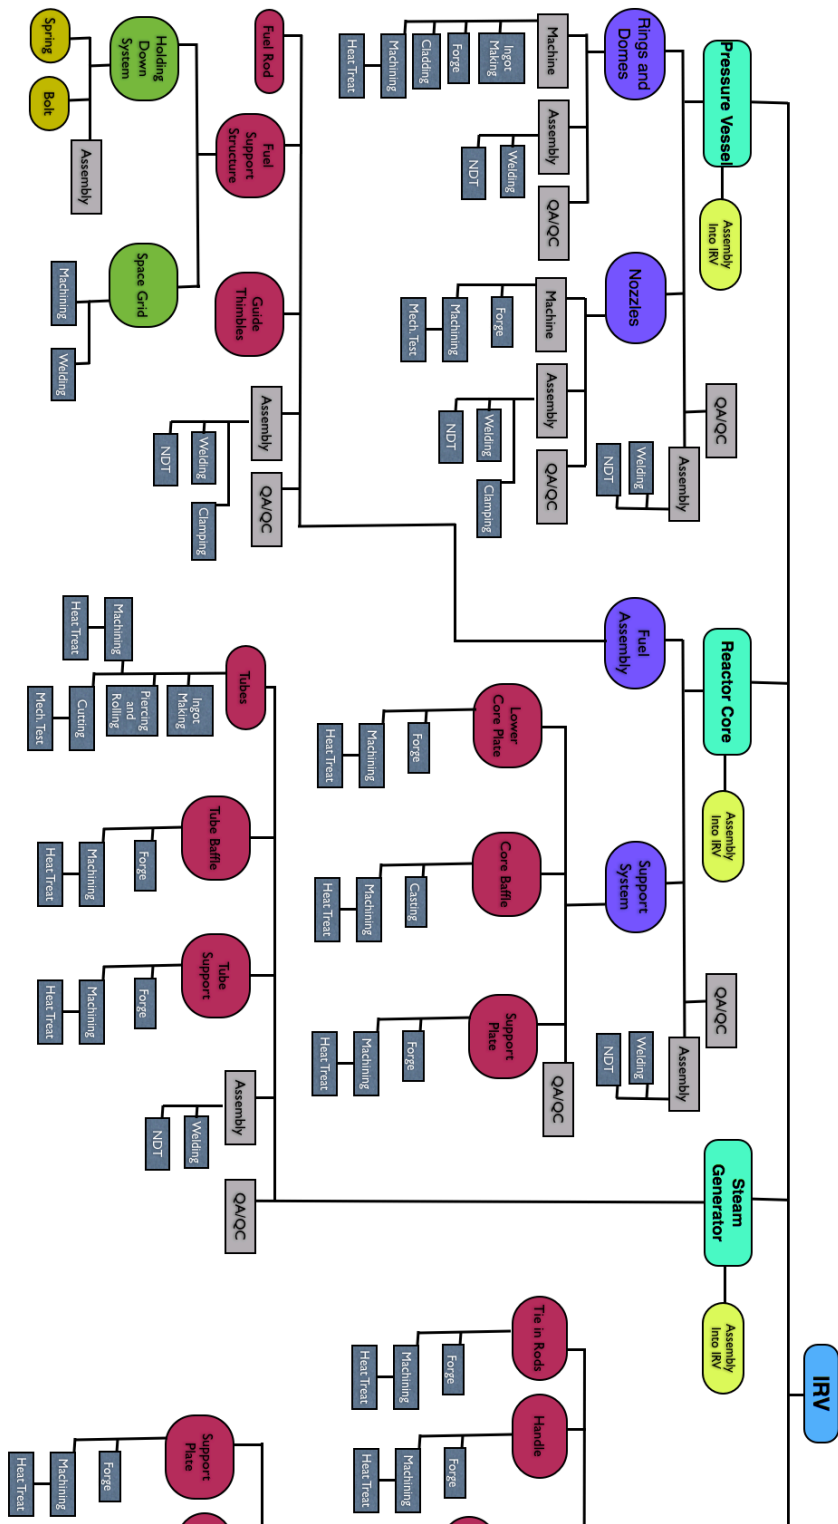 IRV
Pressure Vessel
Assembly
Into IRV
Reactor Core
Assembly
Into IRV
Steam
Generator
Assembly
Into IRV
Rings and
Domes
Nozzles
QA/QC
Assembly
Welding
NDT
Machine
Ingot
Making
Forge
Cladding
Machining
Heat Treat
Assembly
Welding
NDT
QA/QC
Machine
Forge
Machining
Mech. Test
Assembly
Welding
NDT
Clamping
QA/QC
Fuel
Assembly
Support
System
QA/QC
Assembly
Welding
NDT
Fuel Rod
Fuel
Support
Structure
Guide
Thimbles
Assembly
Welding
NDT
Clamping
QA/QC
Holding
Down
System
Spring
Bolt
Assembly
Space Grid
Machining
Welding
Lower
Core Plate
Forge
Machining
Heat Treat
Core Baffle
Casting
Machining
Heat Treat
Support
Plate
Forge
Machining
Heat Treat
QA/QC
Tubes
Ingot
Making
Piercing
and
Rolling
Cutting
Mech. Test
Machining
Heat Treat
Tube Baffle
Forge
Machining
Heat Treat
Tube
Support
Forge
Machining
Heat Treat
Assembly
Welding
NDT
QA/QC
Tie in Rods
Forge
Machining
Heat Treat
Handle
Forge
Machining
Heat Treat
Support
Plate
Forge
Machining
Heat Treat